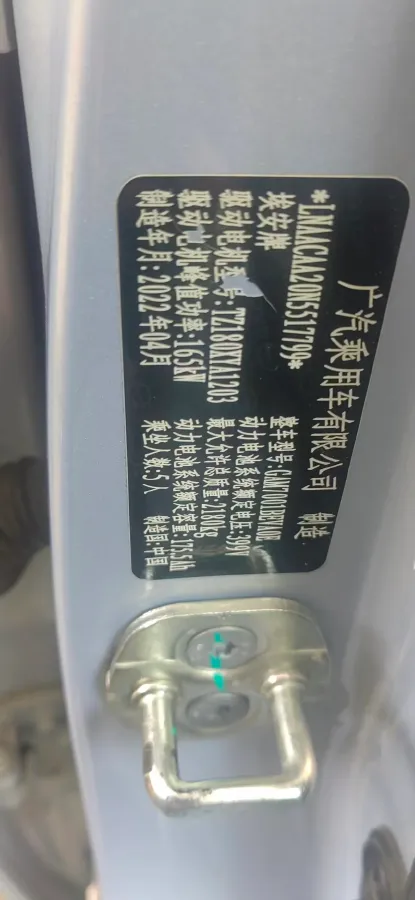 广汽乘用车有限公司 制造
*LNAACAA20N5517799*
埃安牌
驱动电机型号:TZ180XYA1203
驱动电机峰值功率:165kW
制造年月:2022年04月
整车型号:
动力电池系统额定电压:399V
最大允许总质量:2180kg
动力电池系统额定容量:175.5Ah
乘坐人数:5人 制造国:中国